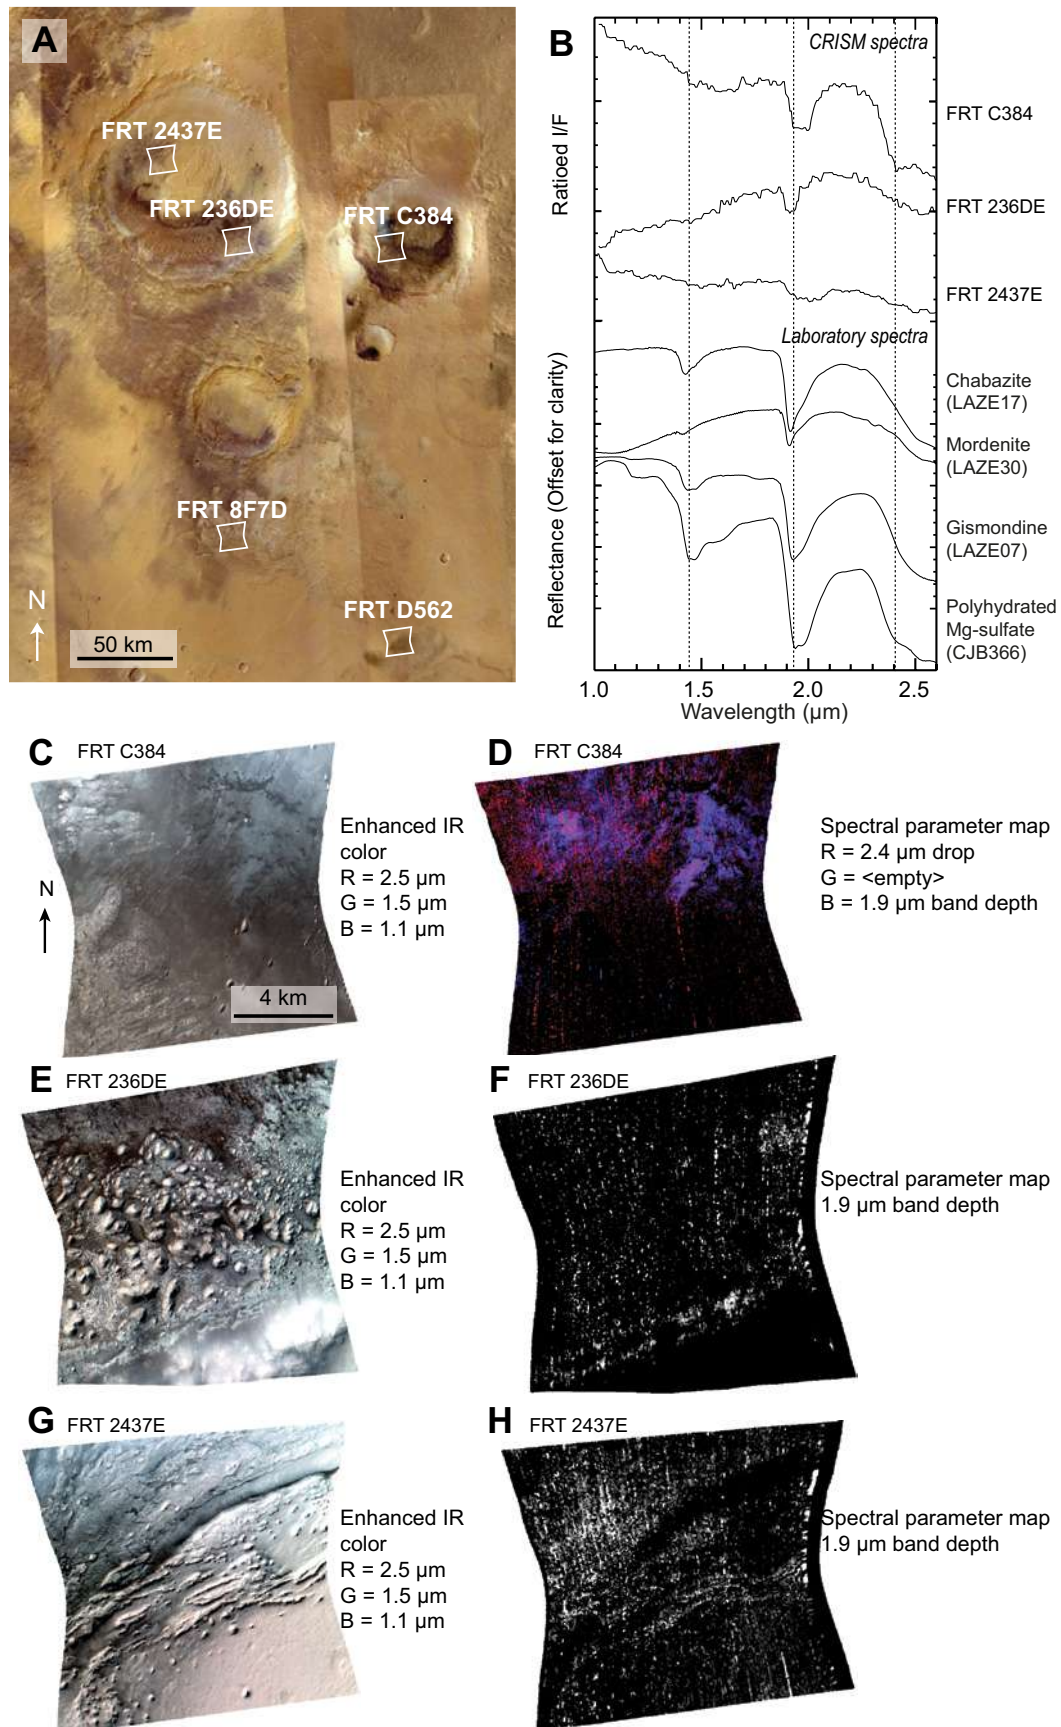 A
FRT 2437E
FRT 236DE
FRT C384
FRT 8F7D
FRT D562
N
50 km
B
CRISM spectra
FRT C384
FRT 236DE
FRT 2437E
Ratioed I/F
Laboratory spectra
Chabazite
(LAZE17)
Mordenite
(LAZE30)
Gismondine
(LAZE07)
Polyhydrated
Mg-sulfate
(CJB366)
Reflectance (Offset for clarity)
1.0 1.5 2.0 2.5
Wavelength (µm)
C FRT C384
N
4 km
Enhanced IR
color
R = 2.5 µm
G = 1.5 µm
B = 1.1 µm
D FRT C384
Spectral parameter map
R = 2.4 µm drop
G = <empty>
B = 1.9 µm band depth
E FRT 236DE
Enhanced IR
color
R = 2.5 µm
G = 1.5 µm
B = 1.1 µm
F FRT 236DE
Spectral parameter map
1.9 µm band depth
G FRT 2437E
Enhanced IR
color
R = 2.5 µm
G = 1.5 µm
B = 1.1 µm
H FRT 2437E
Spectral parameter map
1.9 µm band depth